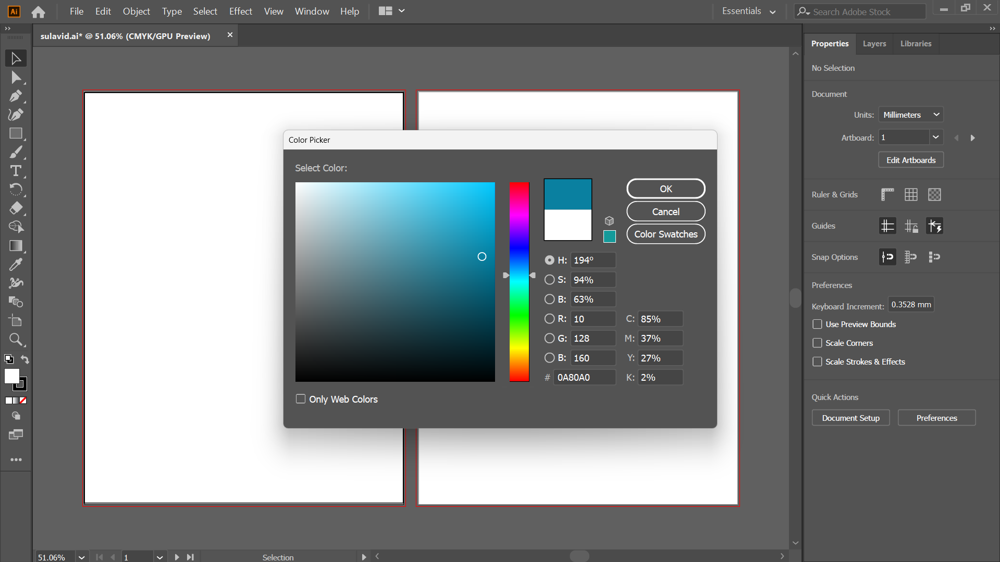 Ai File Edit Object Type Select Effect View Window Help Essentials Search Adobe Stock
sulavid.ai* @ 51.06% (CMYK/GPU Preview)
Properties Layers Libraries
No Selection
Document
Units: Millimeters
Artboard: 1
Edit Artboards
Ruler & Grids
Guides
Snap Options
Preferences
Keyboard Increment: 0.3528 mm
Use Preview Bounds
Scale Corners
Scale Strokes & Effects
Quick Actions
Document Setup Preferences
Color Picker
Select Color:
OK
Cancel
Color Swatches
H: 194º
S: 94%
B: 63%
R: 10 C: 85%
G: 128 M: 37%
B: 160 Y: 27%
# 0A80A0 K: 2%
Only Web Colors
51.06% 1 Selection